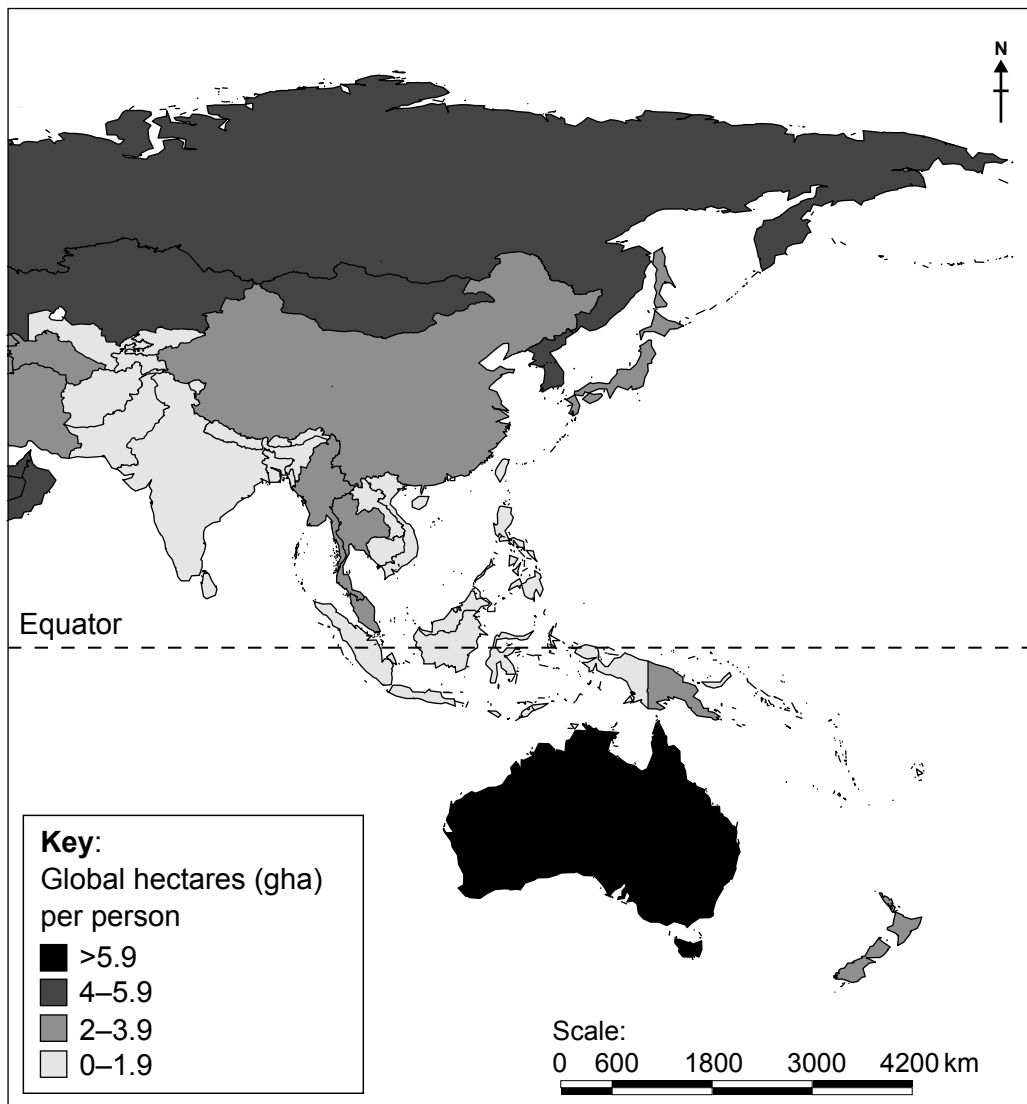 N
Equator
Key:
Global hectares (gha)
per person
>5.9
4–5.9
2–3.9
0–1.9
Scale:
0 600 1800 3000 4200 km